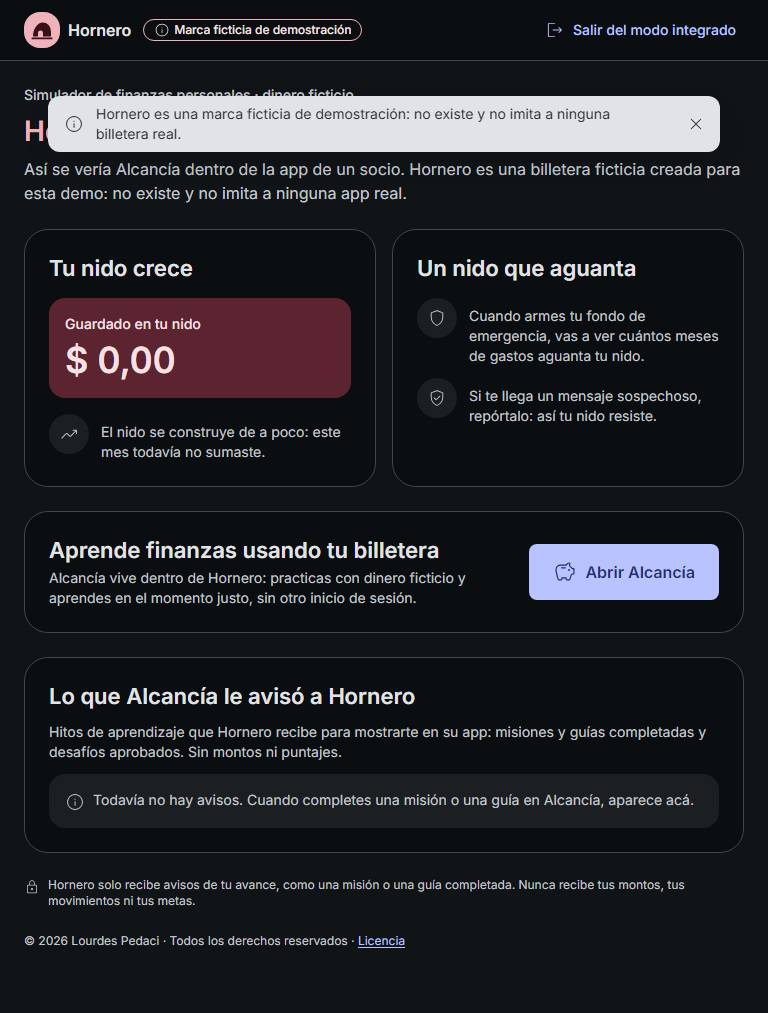 Hornero
Marca ficticia de demostración
Salir del modo integrado
Simulador de finanzas personales · dinero ficticio
Hornero es una marca ficticia de demostración: no existe y no imita a ninguna
billetera real.
Así se vería Alcancía dentro de la app de un socio. Hornero es una billetera ficticia creada para
esta demo: no existe y no imita a ninguna app real.
Tu nido crece
Guardado en tu nido
$ 0,00
El nido se construye de a poco: este
mes todavía no sumaste.
Un nido que aguanta
Cuando armes tu fondo de
emergencia, vas a ver cuántos meses
de gastos aguanta tu nido.
Si te llega un mensaje sospechoso,
repórtalo: así tu nido resiste.
Aprende finanzas usando tu billetera
Alcancía vive dentro de Hornero: practicas con dinero ficticio y
aprendes en el momento justo, sin otro inicio de sesión.
Abrir Alcancía
Lo que Alcancía le avisó a Hornero
Hitos de aprendizaje que Hornero recibe para mostrarte en su app: misiones y guías completadas y
desafíos aprobados. Sin montos ni puntajes.
Todavía no hay avisos. Cuando completes una misión o una guía en Alcancía, aparece acá.
Hornero solo recibe avisos de tu avance, como una misión o una guía completada. Nunca recibe tus montos, tus
movimientos ni tus metas.
© 2026 Lourdes Pedaci · Todos los derechos reservados · Licencia